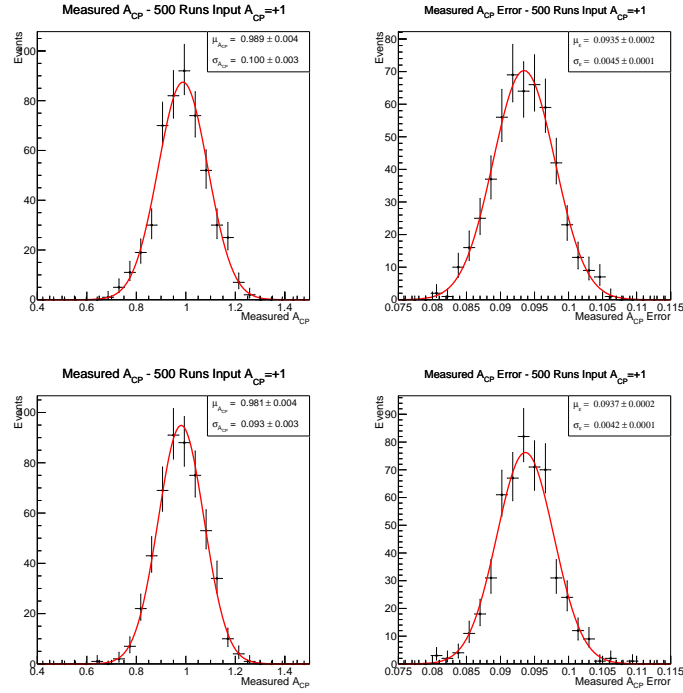 Measured A_CP - 500 Runs Input A_CP=+1
Events
μ_A_CP = 0.989 ± 0.004
σ_A_CP = 0.100 ± 0.003
100
80
60
40
20
0
0.4 0.6 0.8 1 1.2 1.4
Measured A_CP
Measured A_CP Error - 500 Runs Input A_CP=+1
Events
μ_ε = 0.0935 ± 0.0002
σ_ε = 0.0045 ± 0.0001
80
70
60
50
40
30
20
10
0
0.075 0.08 0.085 0.09 0.095 0.1 0.105 0.11 0.115
Measured A_CP Error
Measured A_CP - 500 Runs Input A_CP=+1
Events
μ_A_CP = 0.981 ± 0.004
σ_A_CP = 0.093 ± 0.003
100
80
60
40
20
0
0.4 0.6 0.8 1 1.2 1.4
Measured A_CP
Measured A_CP Error - 500 Runs Input A_CP=+1
Events
μ_ε = 0.0937 ± 0.0002
σ_ε = 0.0042 ± 0.0001
90
80
70
60
50
40
30
20
10
0
0.075 0.08 0.085 0.09 0.095 0.1 0.105 0.11 0.115
Measured A_CP Error